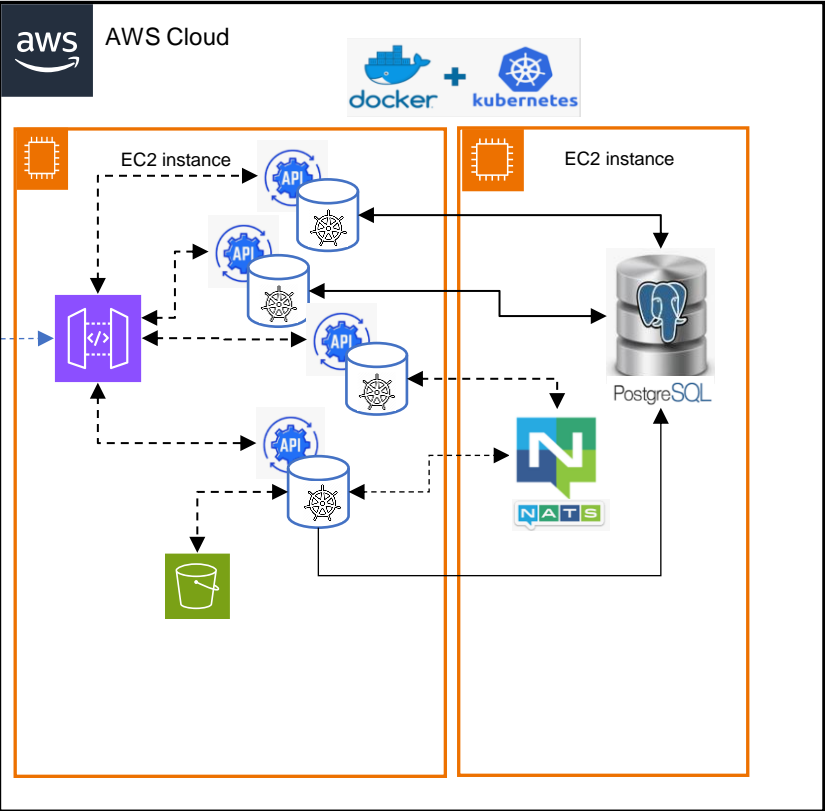 aws
AWS Cloud
docker
+
kubernetes
EC2 instance
EC2 instance
API
API
</>
API
API
PostgreSQL
N
NATS